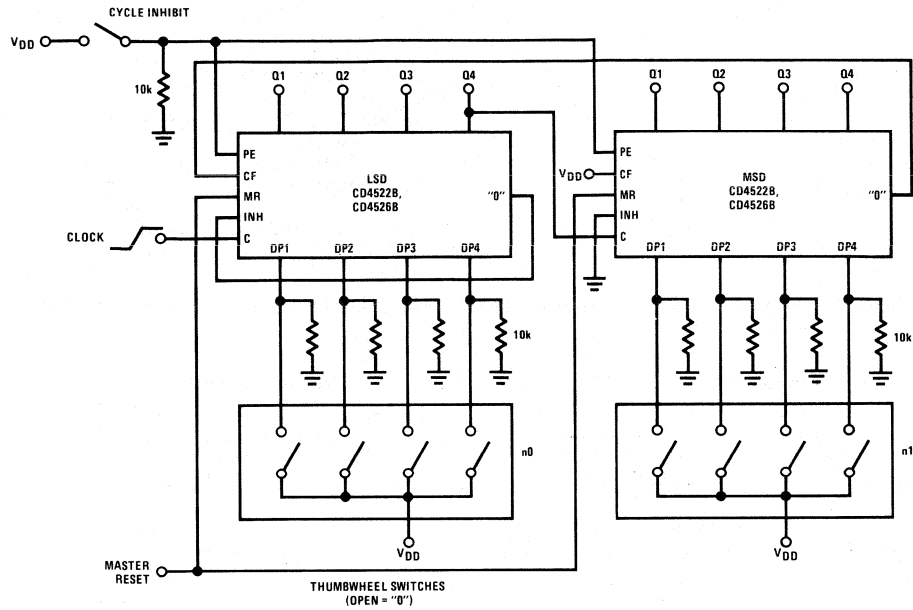 CYCLE INHIBIT
VDD
10k
Q1 Q2 Q3 Q4
Q1 Q2 Q3 Q4
PE
CF
MR
INH
C
LSD
CD4522B,
CD4526B
"0"
DP1 DP2 DP3 DP4
CLOCK
VDD
PE
CF
MR
INH
C
MSD
CD4522B,
CD4526B
"0"
DP1 DP2 DP3 DP4
10k
10k
n0
n1
VDD
VDD
MASTER
RESET
THUMBWHEEL SWITCHES
(OPEN = "0")